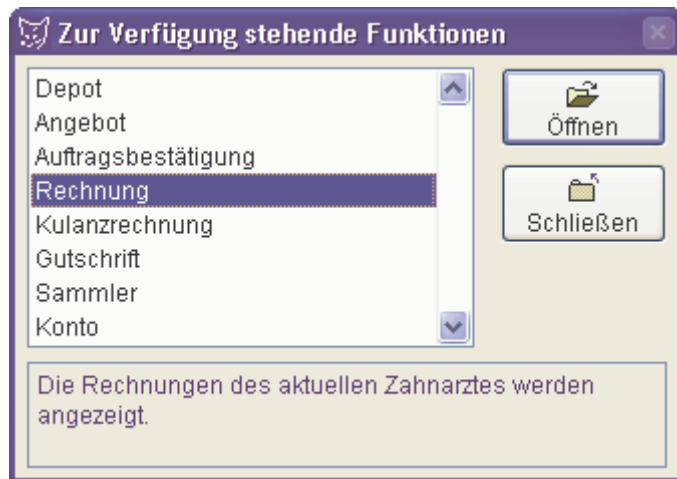 Zur Verfügung stehende Funktionen
Depot
Angebot
Auftragsbestätigung
Rechnung
Kulanzrechnung
Gutschrift
Sammler
Konto
Öffnen
Schließen
Die Rechnungen des aktuellen Zahnarztes werden
angezeigt.